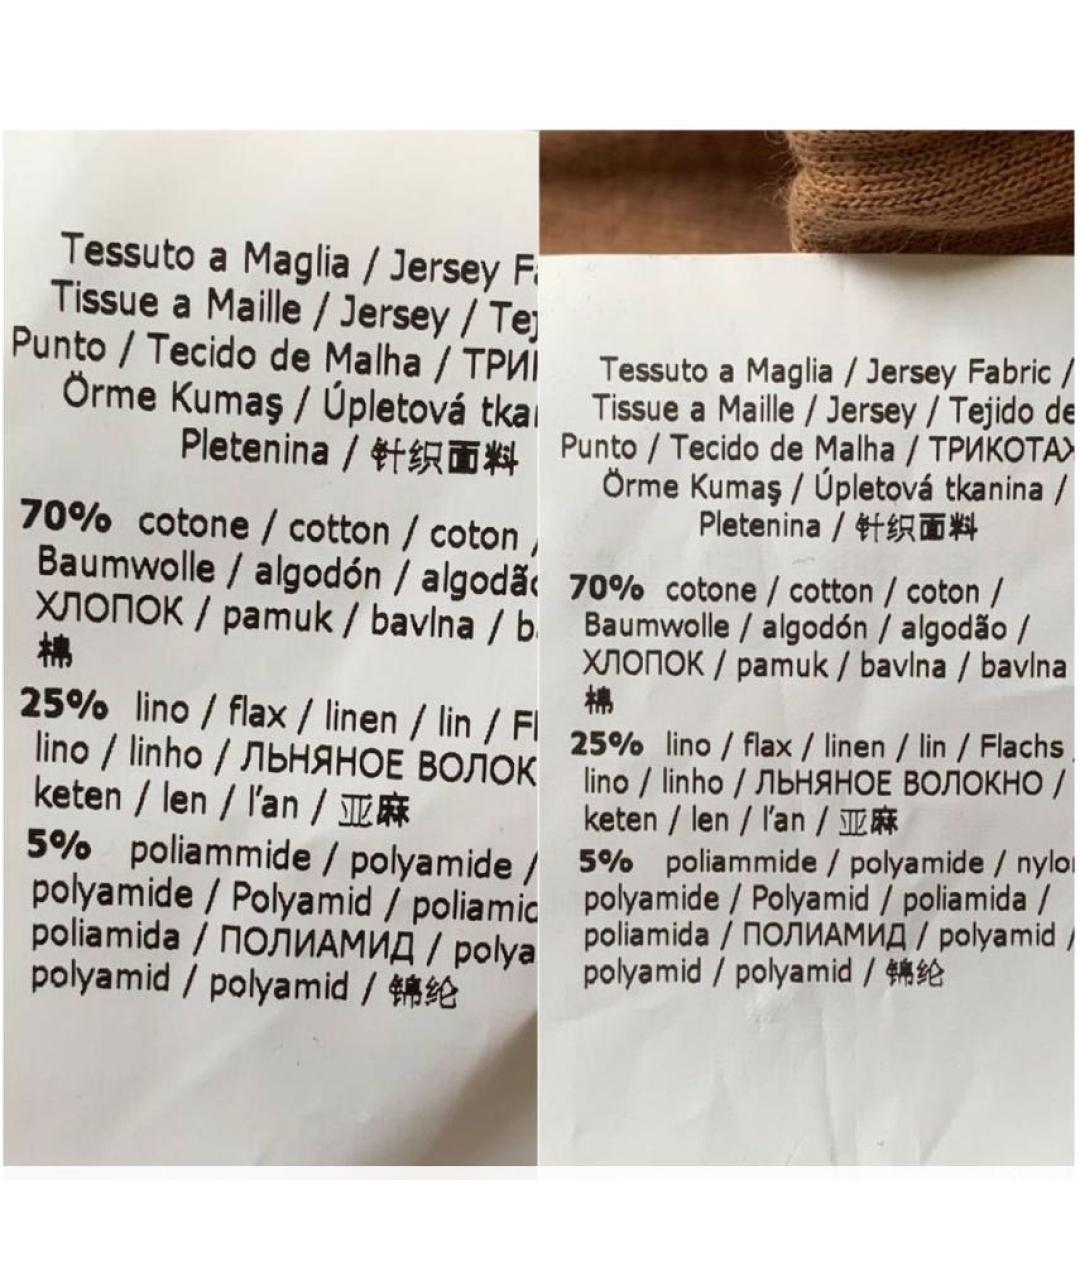 Tessuto a Maglia / Jersey
Tissue a Maille / Jersey /
Punto / Tecido de Malha /
Örme Kumaş / Úpletová
Pletenina / 针织面料
70% cotone / cotton / coton /
Baumwolle / algodón /
ХЛОПОК / pamuk / bavlna /
棉
25% lino / flax / linen / lin /
lino / linho / ЛЬНЯНОЕ
keten / len / l'an / 亚麻
5% poliammide / polyamide /
polyamide / Polyamid /
poliamida / ПОЛИАМИД /
polyamid / polyamid / 锦纶
Tessuto a Maglia / Jersey Fabric /
Tissue a Maille / Jersey / Tejido de
Punto / Tecido de Malha /
Örme Kumaş / Úpletová tkanina /
Pletenina / 针织面料
70% cotone / cotton / coton /
Baumwolle / algodón / algodão /
ХЛОПОК / pamuk / bavlna / bavlna
棉
25% lino / flax / linen / lin / Flachs
lino / linho / ЛЬНЯНОЕ ВОЛОКНО /
keten / len / l'an / 亚麻
5% poliammide / polyamide /
polyamide / Polyamid / poliamida /
poliamida / ПОЛИАМИД / polyamid /
polyamid / polyamid / 锦纶